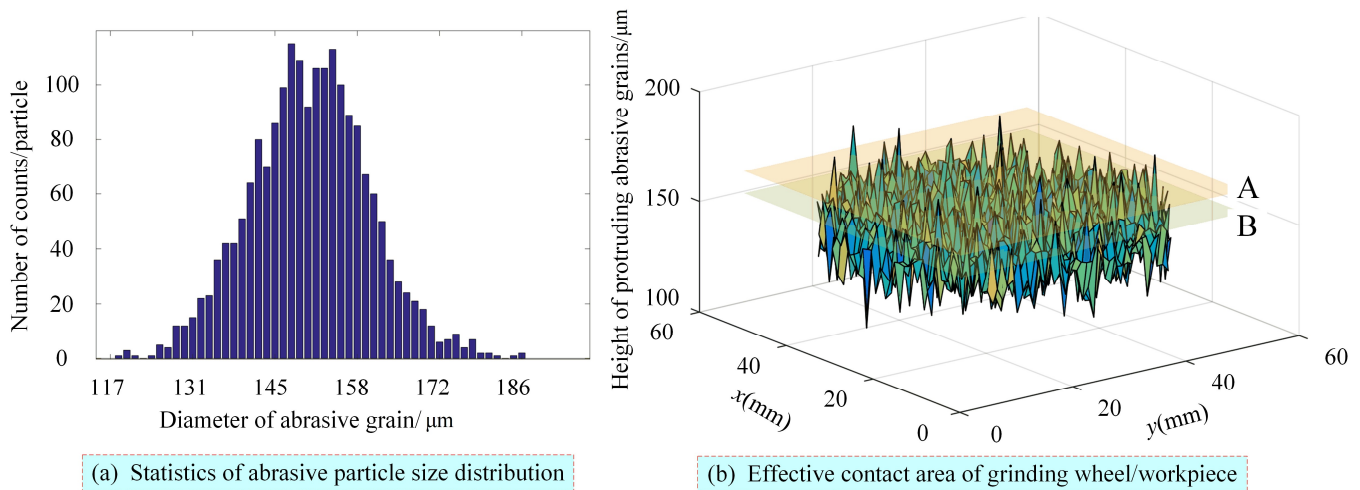 Number of counts/particle
100
80
60
40
20
0
117 131 145 158 172 186
Diameter of abrasive grain/ μm
(a) Statistics of abrasive particle size distribution
Height of protruding abrasive grains/μm
200
150
100
A
B
60
40
20
0
x(mm)
0
20
40
60
y(mm)
(b) Effective contact area of grinding wheel/workpiece